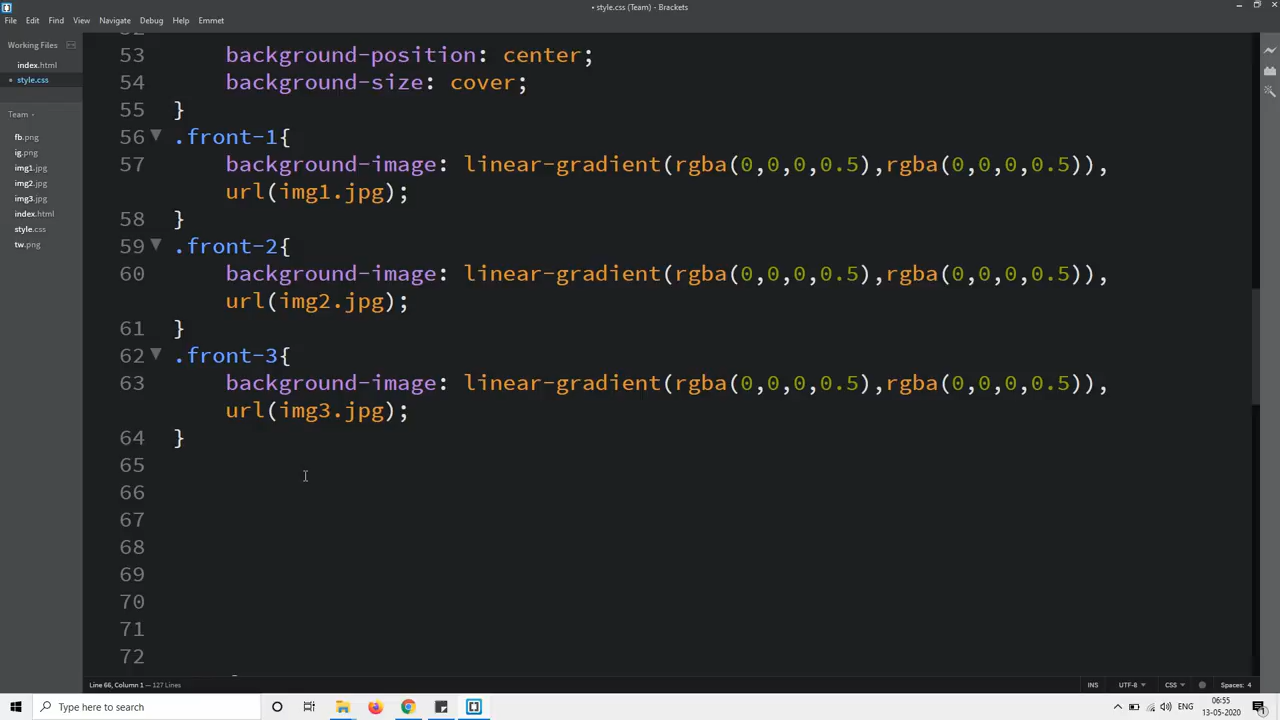 • style.css (Team) - Brackets
File Edit Find View Navigate Debug Help Emmet
Working Files
index.html
• style.css
Team
fb.png
ig.png
img1.jpg
img2.jpg
img3.jpg
index.html
style.css
tw.png
53 background-position: center;
54 background-size: cover;
55 }
56 .front-1{
57 background-image: linear-gradient(rgba(0,0,0,0.5),rgba(0,0,0,0.5)),
url(img1.jpg);
58 }
59 .front-2{
60 background-image: linear-gradient(rgba(0,0,0,0.5),rgba(0,0,0,0.5)),
url(img2.jpg);
61 }
62 .front-3{
63 background-image: linear-gradient(rgba(0,0,0,0.5),rgba(0,0,0,0.5)),
url(img3.jpg);
64 }
65
66
67
68
69
70
71
72
Line 66, Column 1 — 127 Lines
INS UTF-8 CSS Spaces: 4
Type here to search
ENG
06:55
13-05-2020